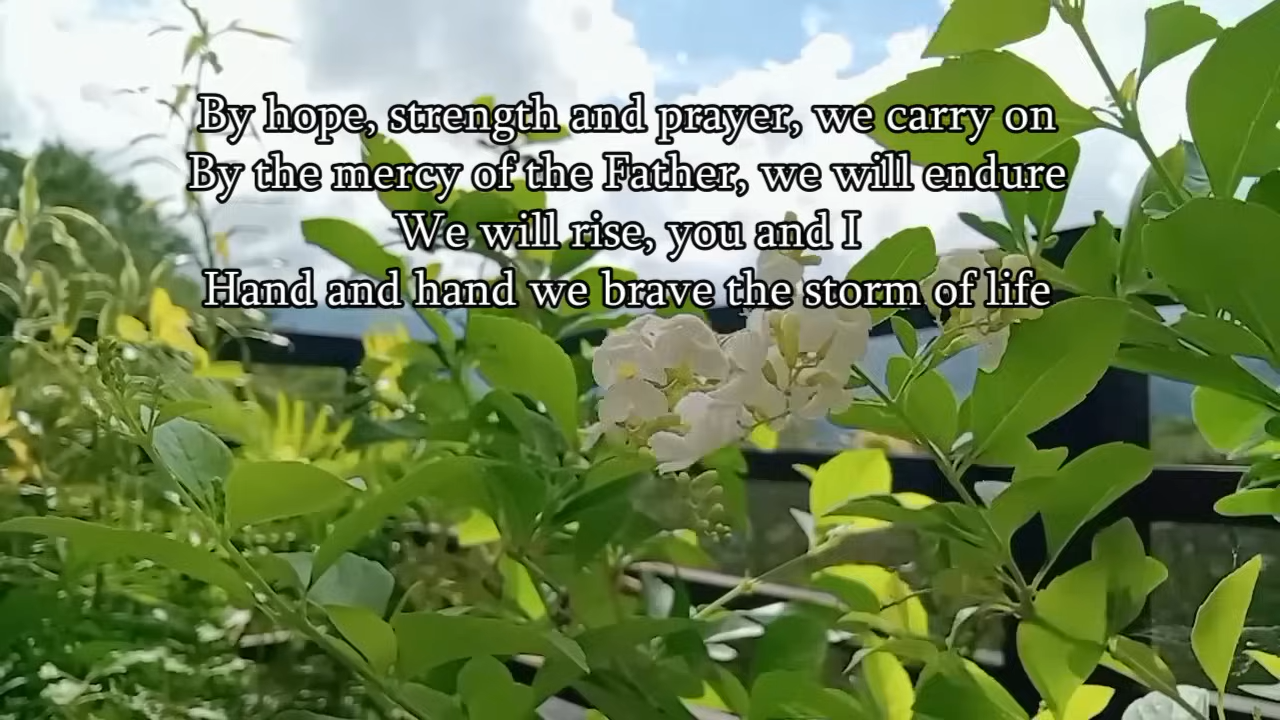 By hope, strength and prayer, we carry on
By the mercy of the Father, we will endure
We will rise, you and I
Hand and hand we brave the storm of life